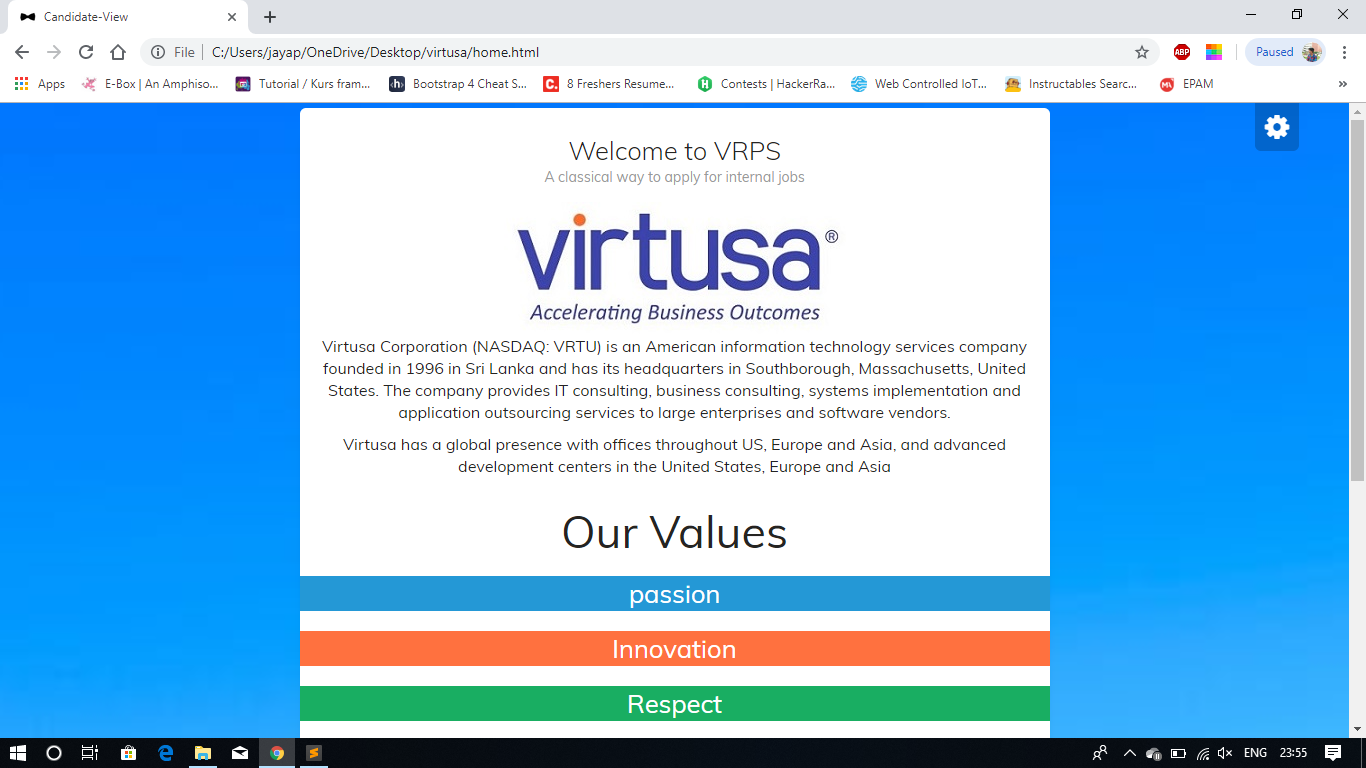 Candidate-View
File
C:/Users/jayap/OneDrive/Desktop/virtusa/home.html
ABP
Paused
Apps
E-Box | An Amphiso...
Tutorial / Kurs fram...
Bootstrap 4 Cheat S...
8 Freshers Resume...
Contests | HackerRa...
Web Controlled IoT...
Instructables Searc...
EPAM
»
Welcome to VRPS
A classical way to apply for internal jobs
virtusa®
Accelerating Business Outcomes
Virtusa Corporation (NASDAQ: VRTU) is an American information technology services company
founded in 1996 in Sri Lanka and has its headquarters in Southborough, Massachusetts, United
States. The company provides IT consulting, business consulting, systems implementation and
application outsourcing services to large enterprises and software vendors.
Virtusa has a global presence with offices throughout US, Europe and Asia, and advanced
development centers in the United States, Europe and Asia
Our Values
passion
Innovation
Respect
ENG
23:55